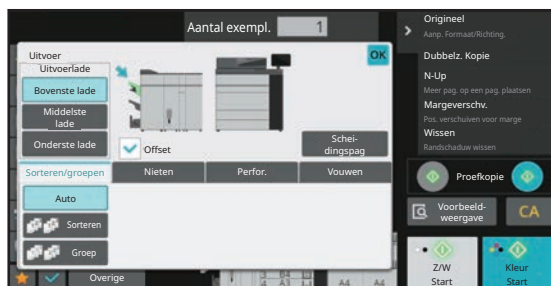 Aantal exempl. 1
Uitvoer
OK
Uitvoerlade
Bovenste lade
Middelste
lade
Onderste lade
Offset
Schei-
dingspag
Sorteren/groepen
Nieten
Perfor.
Vouwen
Auto
Sorteren
Groep
Overige
B4
A3
A4
A4
Origineel
Aanp. Formaat/Richting.
Dubbelz. Kopie
N-Up
Meer pag. op een pag. plaatsen
Margeverschv.
Pos. verschuiven voor marge
Wissen
Randschaduw wissen
Proefkopie
Voorbeeld-
weergave
CA
Z/W
Start
Kleur
Start